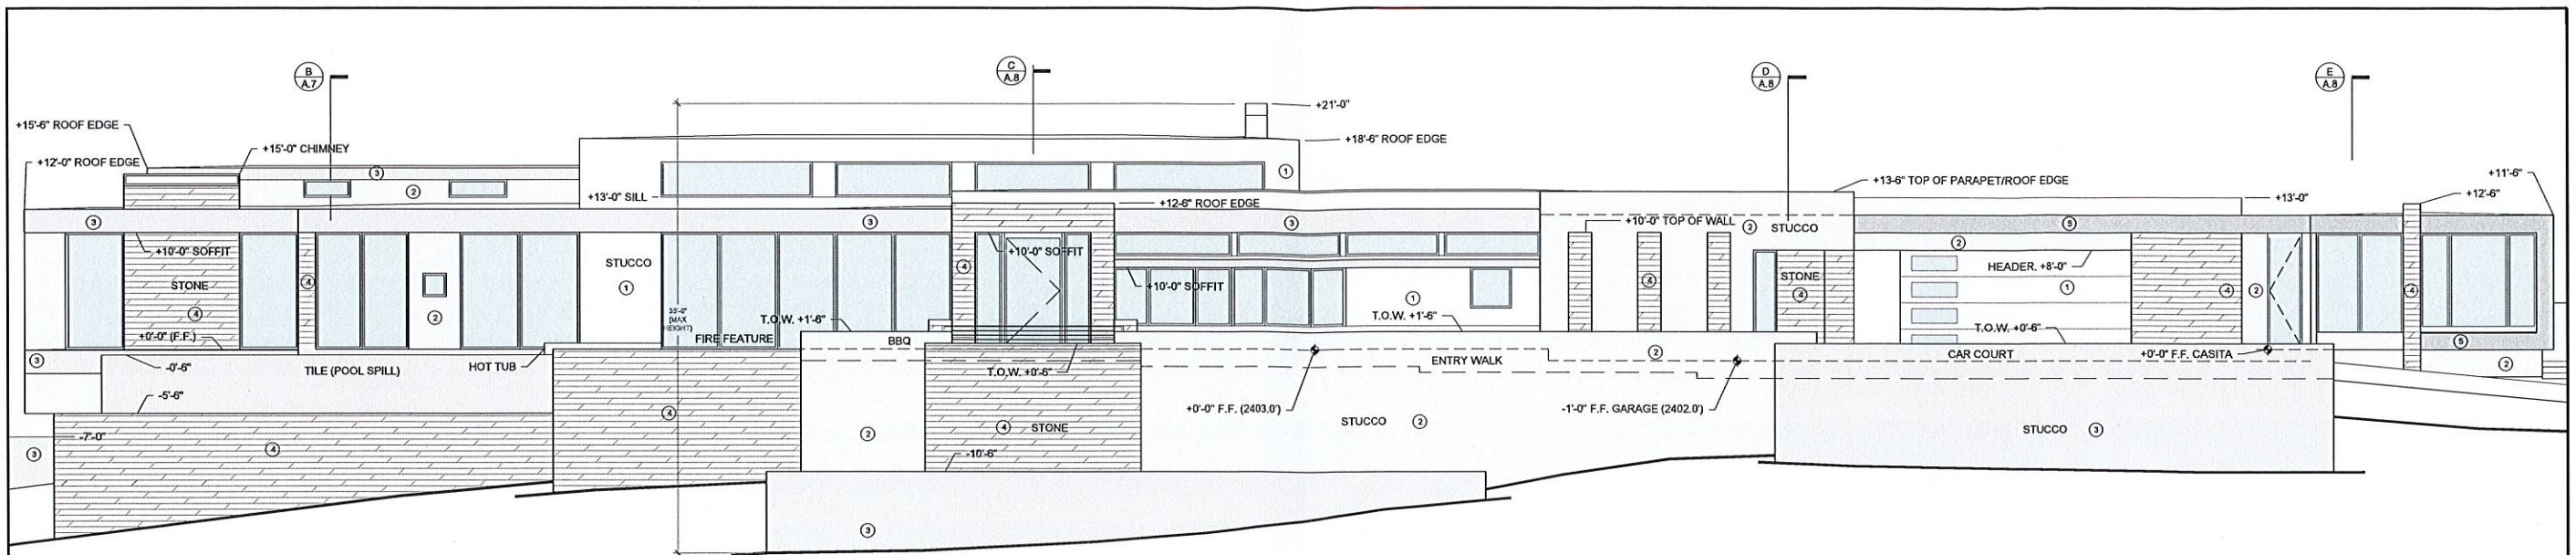 B
A.7
C
A.8
D
A.8
E
A.8
+21'-0"
+15'-6" ROOF EDGE
+18'-6" ROOF EDGE
+15'-0" CHIMNEY
+12'-0" ROOF EDGE
3
1
+13-6" TOP OF PARAPET/ROOF EDGE
+11'-6"
2
+13'-0" SILL
+12-6" ROOF EDGE
+13'-0"
+12'-6"
3
3
3
+10'-0" TOP OF WALL
2
STUCCO
5
+10'-0" SOFFIT
+10'-0" SOFFIT
2
STUCCO
4
HEADER. +8'-0"
STONE
4
1
+10'-0" SOFFIT
4
STONE
4
1
4
2
4
4
2
1
35'-6"
(MAX
HEIGHT)
T.O.W. +1'-6"
T.O.W. +1'-6"
T.O.W. +0'-6"
+0'-0" (F.F.)
FIRE FEATURE
BBQ
5
3
ENTRY WALK
2
CAR COURT
+0'-0" F.F. CASITA
2
-0'-6"
TILE (POOL SPILL)
HOT TUB
T.O.W. +0'-6"
-5'-6"
4
+0'-0" F.F. (2403.0')
-1'-0" F.F. GARAGE (2402.0')
2
4
STONE
STUCCO
2
STUCCO
3
-7'-0"
3
4
-10'-6"
3